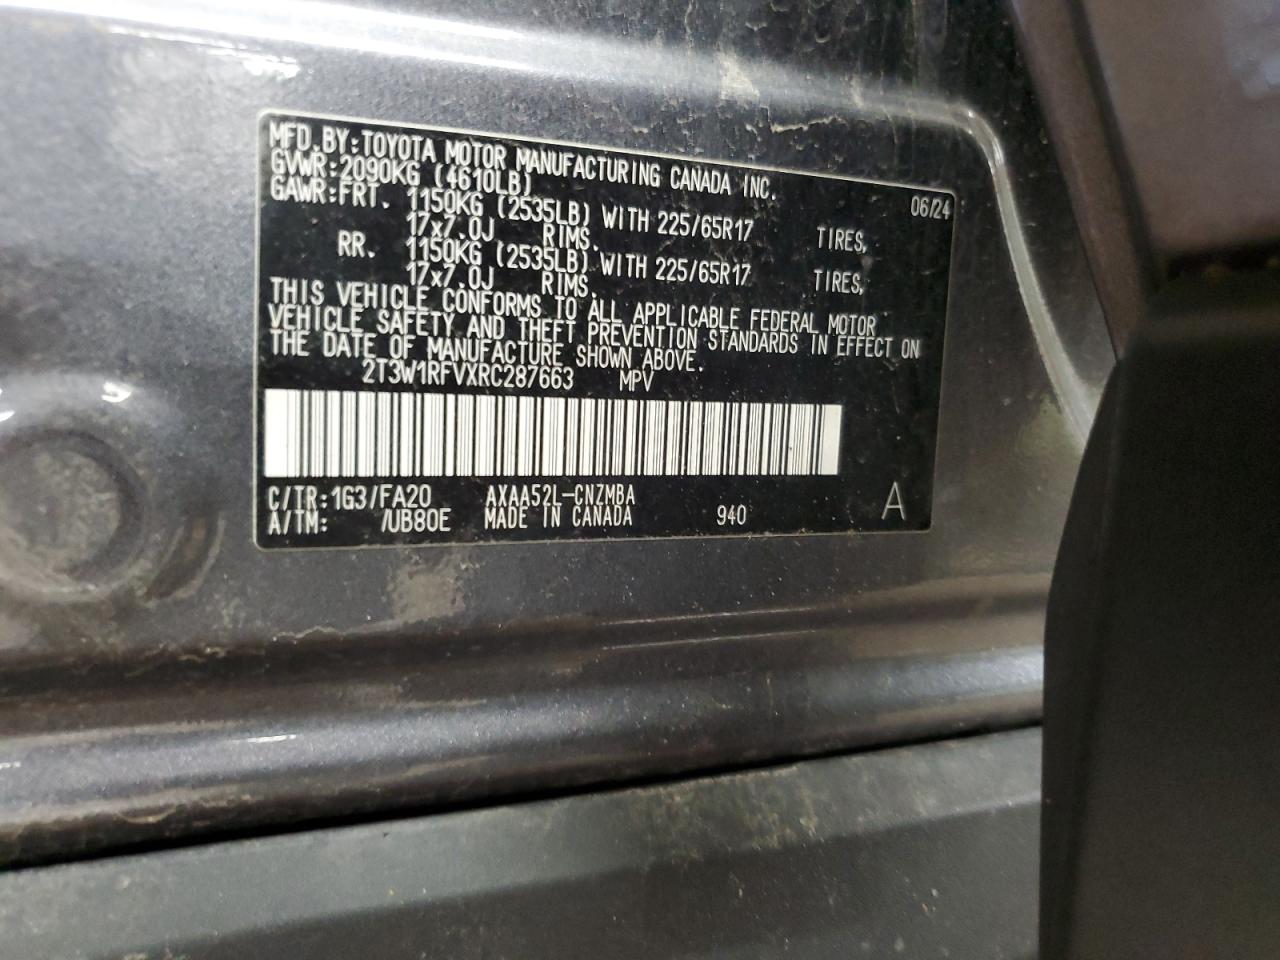 MFD.BY:TOYOTA MOTOR MANUFACTURING CANADA INC.
GVWR:2090KG (4610LB) 06/24
GAWR:FRT. 1150KG (2535LB) WITH 225/65R17 TIRES,
17x7.0J RIMS.
RR. 1150KG (2535LB) WITH 225/65R17 TIRES,
17x7.0J RIMS.
THIS VEHICLE CONFORMS TO ALL APPLICABLE FEDERAL MOTOR
VEHICLE SAFETY AND THEFT PREVENTION STANDARDS IN EFFECT ON
THE DATE OF MANUFACTURE SHOWN ABOVE.
2T3W1RFVXRC287663 MPV
C/TR:1G3/FA20 AXAA52L-CNZMBA
A/TM: /UB80E MADE IN CANADA 940 A